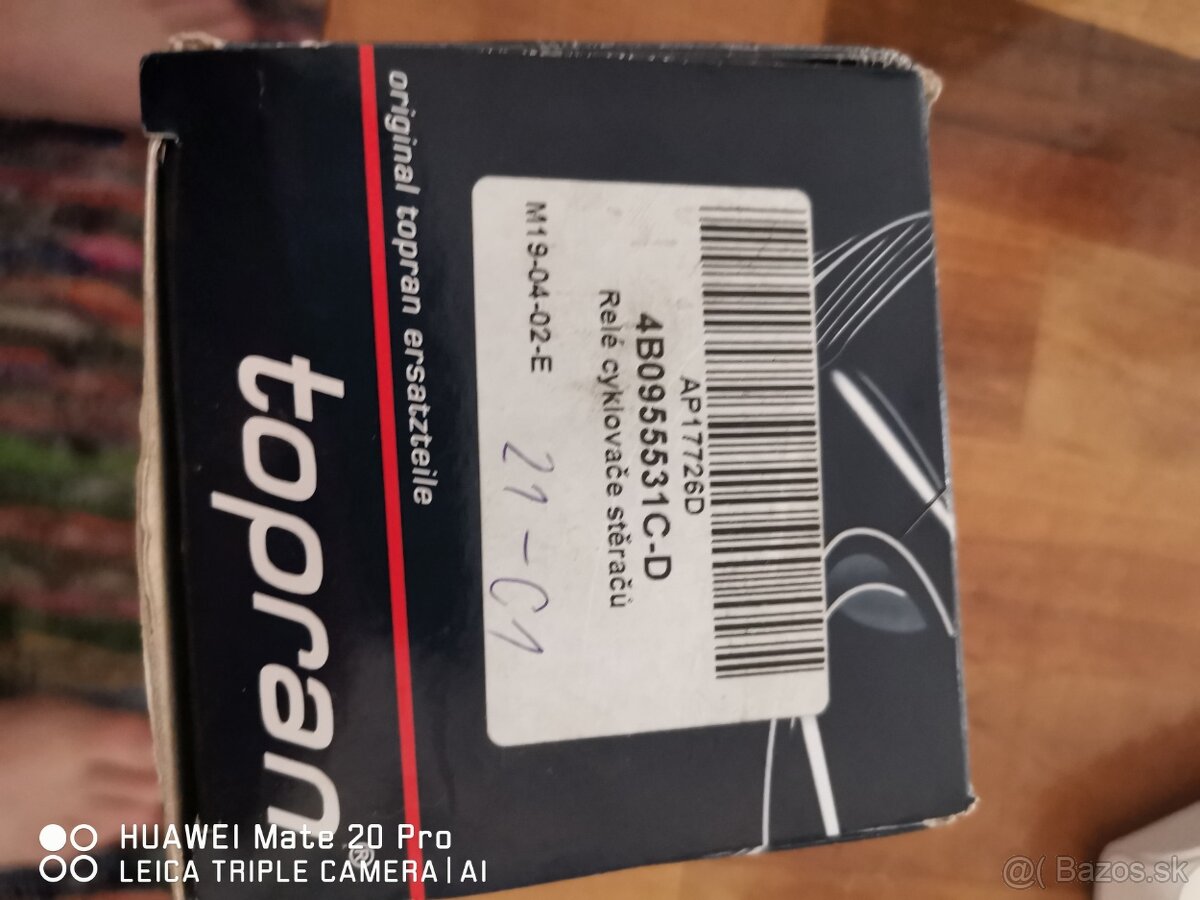 AP17726D
4B0955531C-D
Relé cyklovače stěračů
M19-04-02-E
21-C1
original topran ersatzteile
topran®
HUAWEI Mate 20 Pro
LEICA TRIPLE CAMERA|AI
@( Bazos.sk